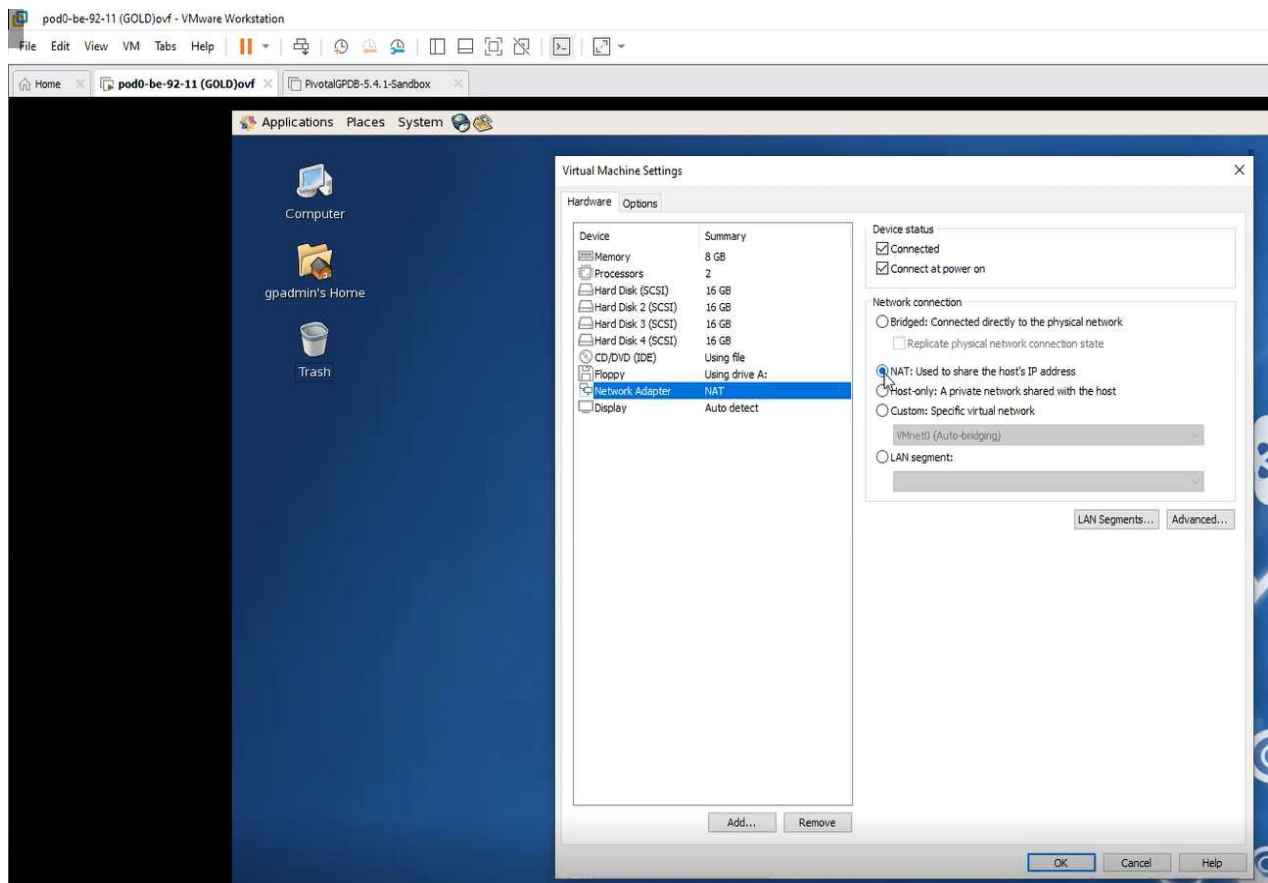 pod0-be-92-11 (GOLD)ovf - VMware Workstation
File Edit View VM Tabs Help
Home pod0-be-92-11 (GOLD)ovf PivotalGPDB-5.4.1-Sandbox
Applications Places System
Computer
gpadmin's Home
Trash
Virtual Machine Settings
Hardware Options
Device Summary
Memory 8 GB
Processors 2
Hard Disk (SCSI) 16 GB
Hard Disk 2 (SCSI) 16 GB
Hard Disk 3 (SCSI) 16 GB
Hard Disk 4 (SCSI) 16 GB
CD/DVD (IDE) Using file
Floppy Using drive A:
Network Adapter NAT
Display Auto detect
Add... Remove
Device status
Connected
Connect at power on
Network connection
Bridged: Connected directly to the physical network
Replicate physical network connection state
NAT: Used to share the host's IP address
Host-only: A private network shared with the host
Custom: Specific virtual network
VMnet0 (Auto-bridging)
LAN segment:
LAN Segments... Advanced...
OK Cancel Help